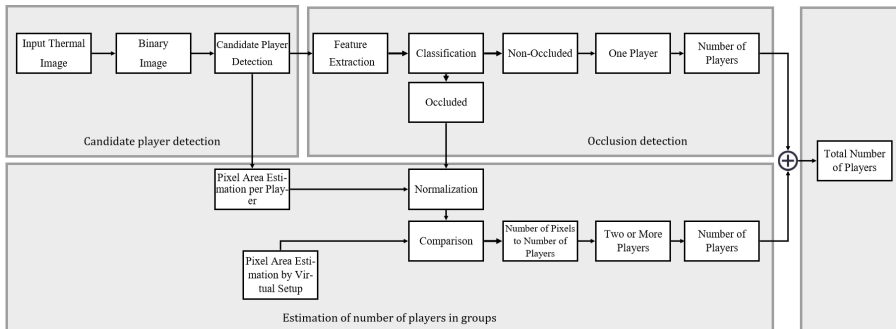 Input Thermal
Image
Binary
Image
Candidate Player
Detection
Feature
Extraction
Classification
Non-Occluded
One Player
Number of
Players
Occluded
Candidate player detection
Occlusion detection
Total Number
of Players
Pixel Area Esti-
mation per Play-
er
Normalization
Comparison
Number of Pixels
to Number of
Players
Two or More
Players
Number of
Players
Pixel Area Esti-
mation by Vir-
tual Setup
Estimation of number of players in groups